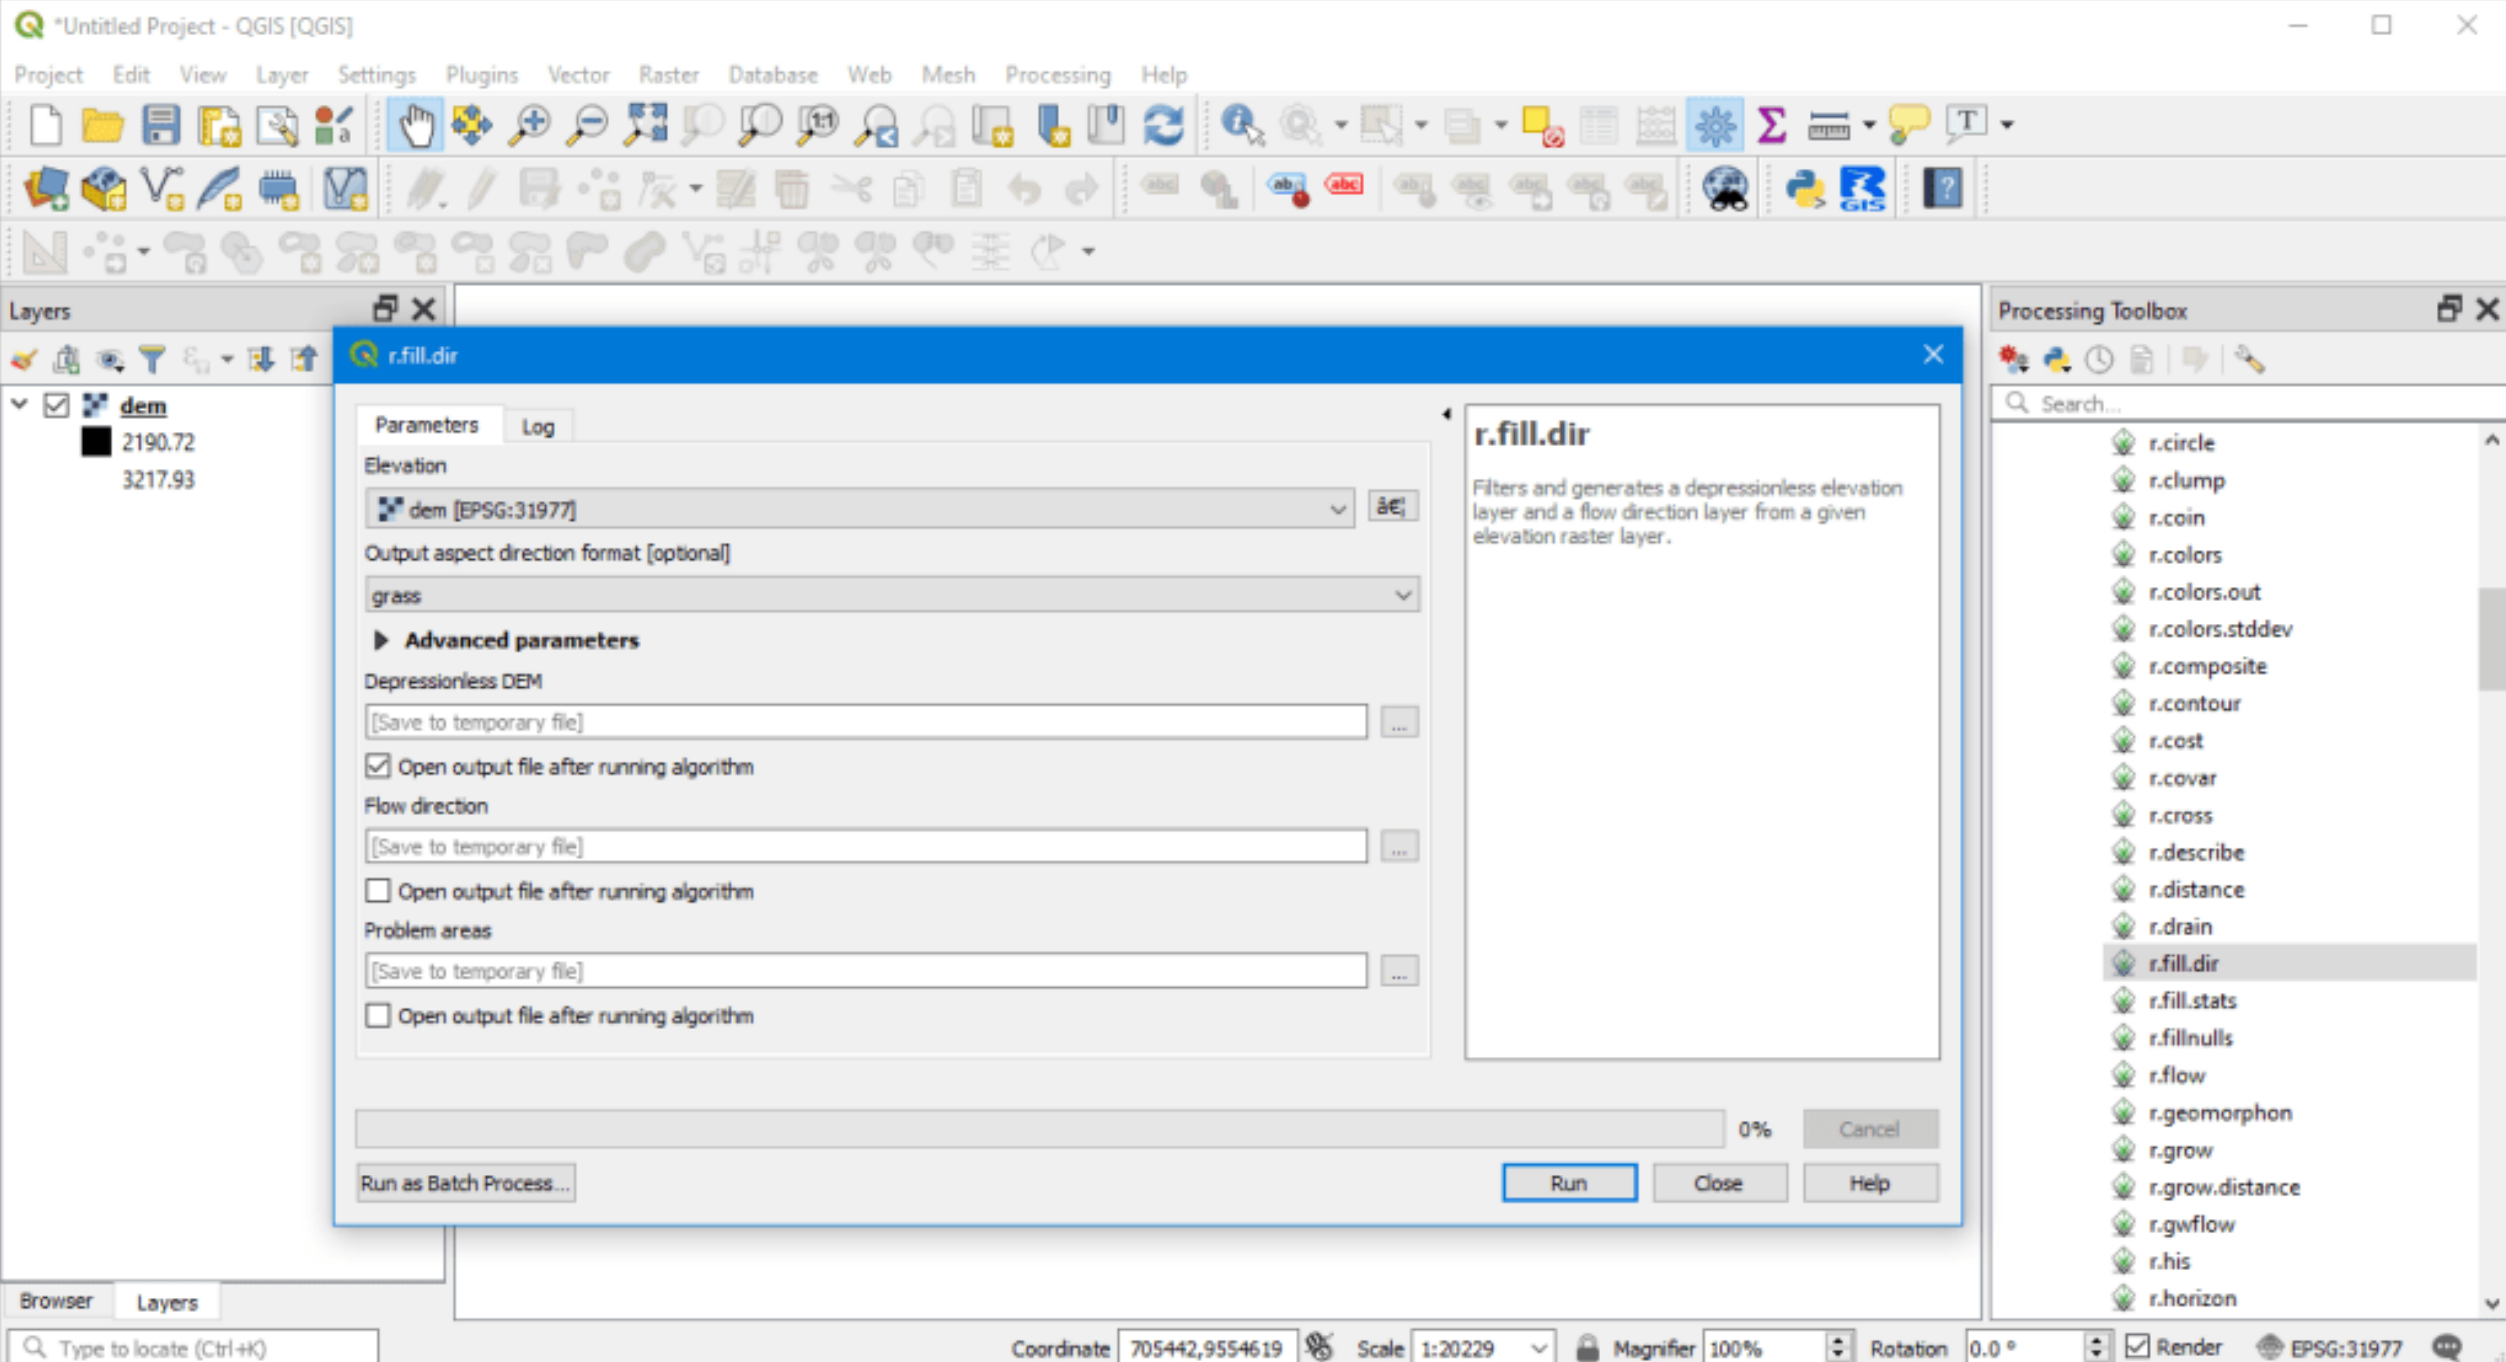 *Untitled Project - QGIS [QGIS]
Project Edit View Layer Settings Plugins Vector Raster Database Web Mesh Processing Help
Layers
dem
2190.72
3217.93
r.fill.dir
Parameters Log
Elevation
dem [EPSG:31977] â€¦
Output aspect direction format [optional]
grass
Advanced parameters
Depressionless DEM
[Save to temporary file] ...
Open output file after running algorithm
Flow direction
[Save to temporary file] ...
Open output file after running algorithm
Problem areas
[Save to temporary file] ...
Open output file after running algorithm
r.fill.dir
Filters and generates a depressionless elevation
layer and a flow direction layer from a given
elevation raster layer.
0% Cancel
Run as Batch Process... Run Close Help
Processing Toolbox
Search...
r.circle
r.clump
r.coin
r.colors
r.colors.out
r.colors.stddev
r.composite
r.contour
r.cost
r.covar
r.cross
r.describe
r.distance
r.drain
r.fill.dir
r.fill.stats
r.fillnulls
r.flow
r.geomorphon
r.grow
r.grow.distance
r.gwflow
r.his
r.horizon
Browser Layers
Type to locate (Ctrl+K) Coordinate 705442,9554619 Scale 1:20229 Magnifier 100% Rotation 0.0 ° Render EPSG:31977